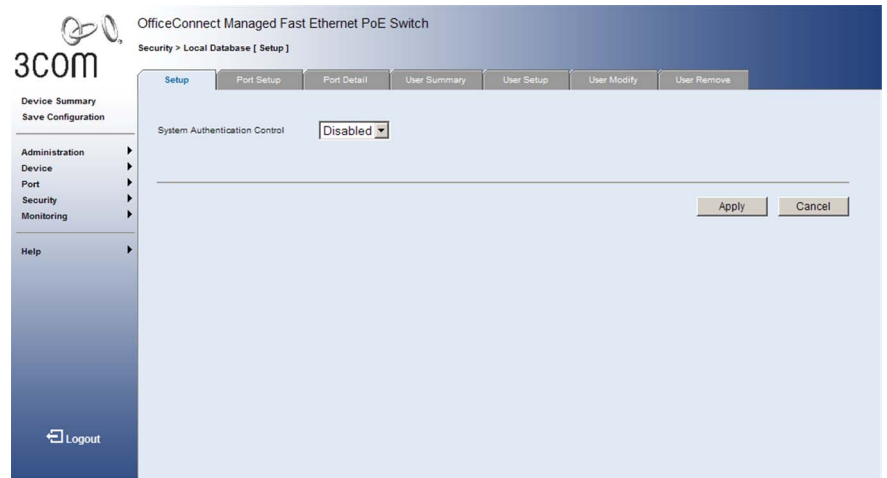 3COM
OfficeConnect Managed Fast Ethernet PoE Switch
Security > Local Database [ Setup ]
Setup Port Setup Port Detail User Summary User Setup User Modify User Remove
Device Summary
Save Configuration
Administration
Device
Port
Security
Monitoring
Help
Logout
System Authentication Control Disabled
Apply Cancel